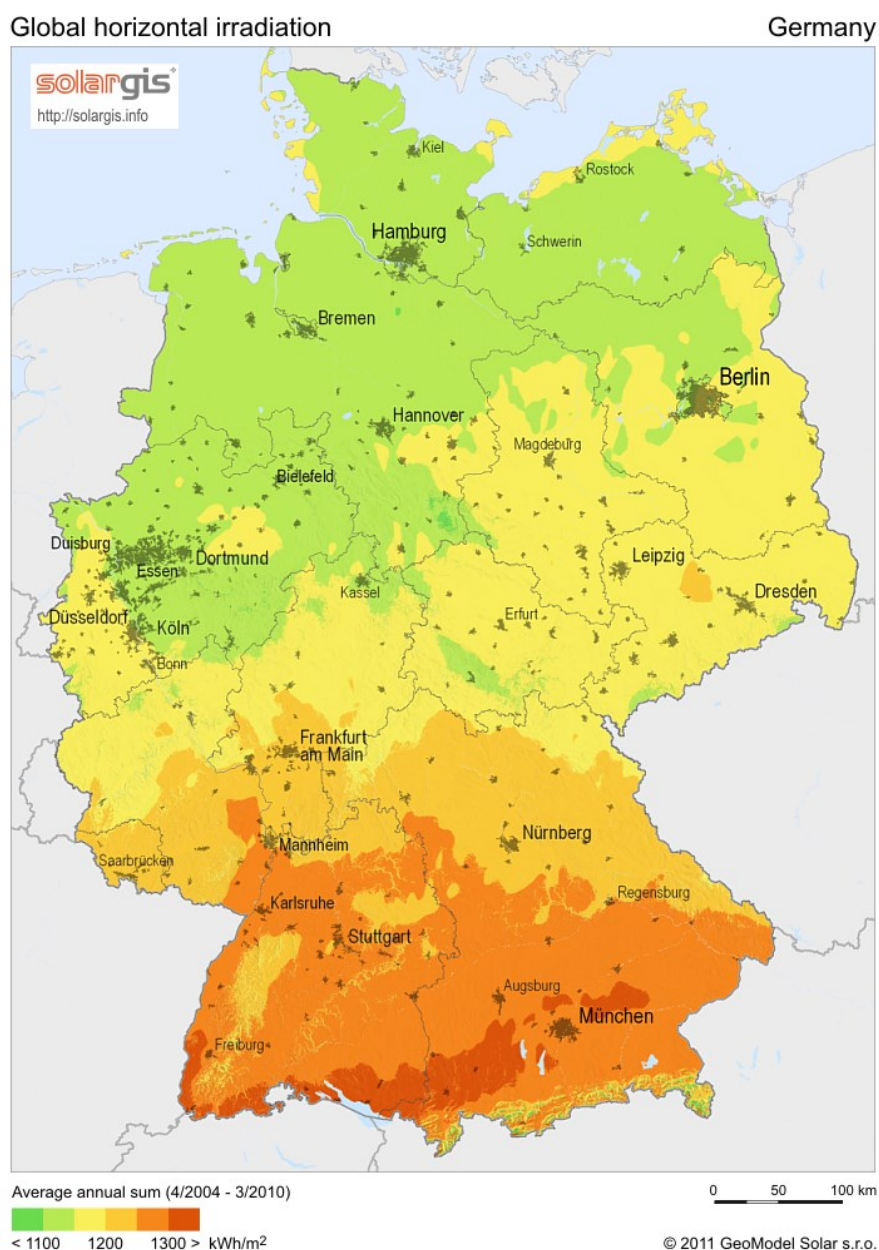 Global horizontal irradiation
Germany
solargis
http://solargis.info
Kiel
Rostock
Hamburg
Schwerin
Bremen
Berlin
Hannover
Magdeburg
Bielefeld
Duisburg
Dortmund
Essen
Leipzig
Kassel
Dresden
Düsseldorf
Erfurt
Köln
Bonn
Frankfurt
am Main
Nürnberg
Mannheim
Saarbrücken
Regensburg
Karlsruhe
Stuttgart
Augsburg
München
Freiburg
Average annual sum (4/2004 - 3/2010)
0 50 100 km
< 1100 1200 1300 > kWh/m²
© 2011 GeoModel Solar s.r.o.